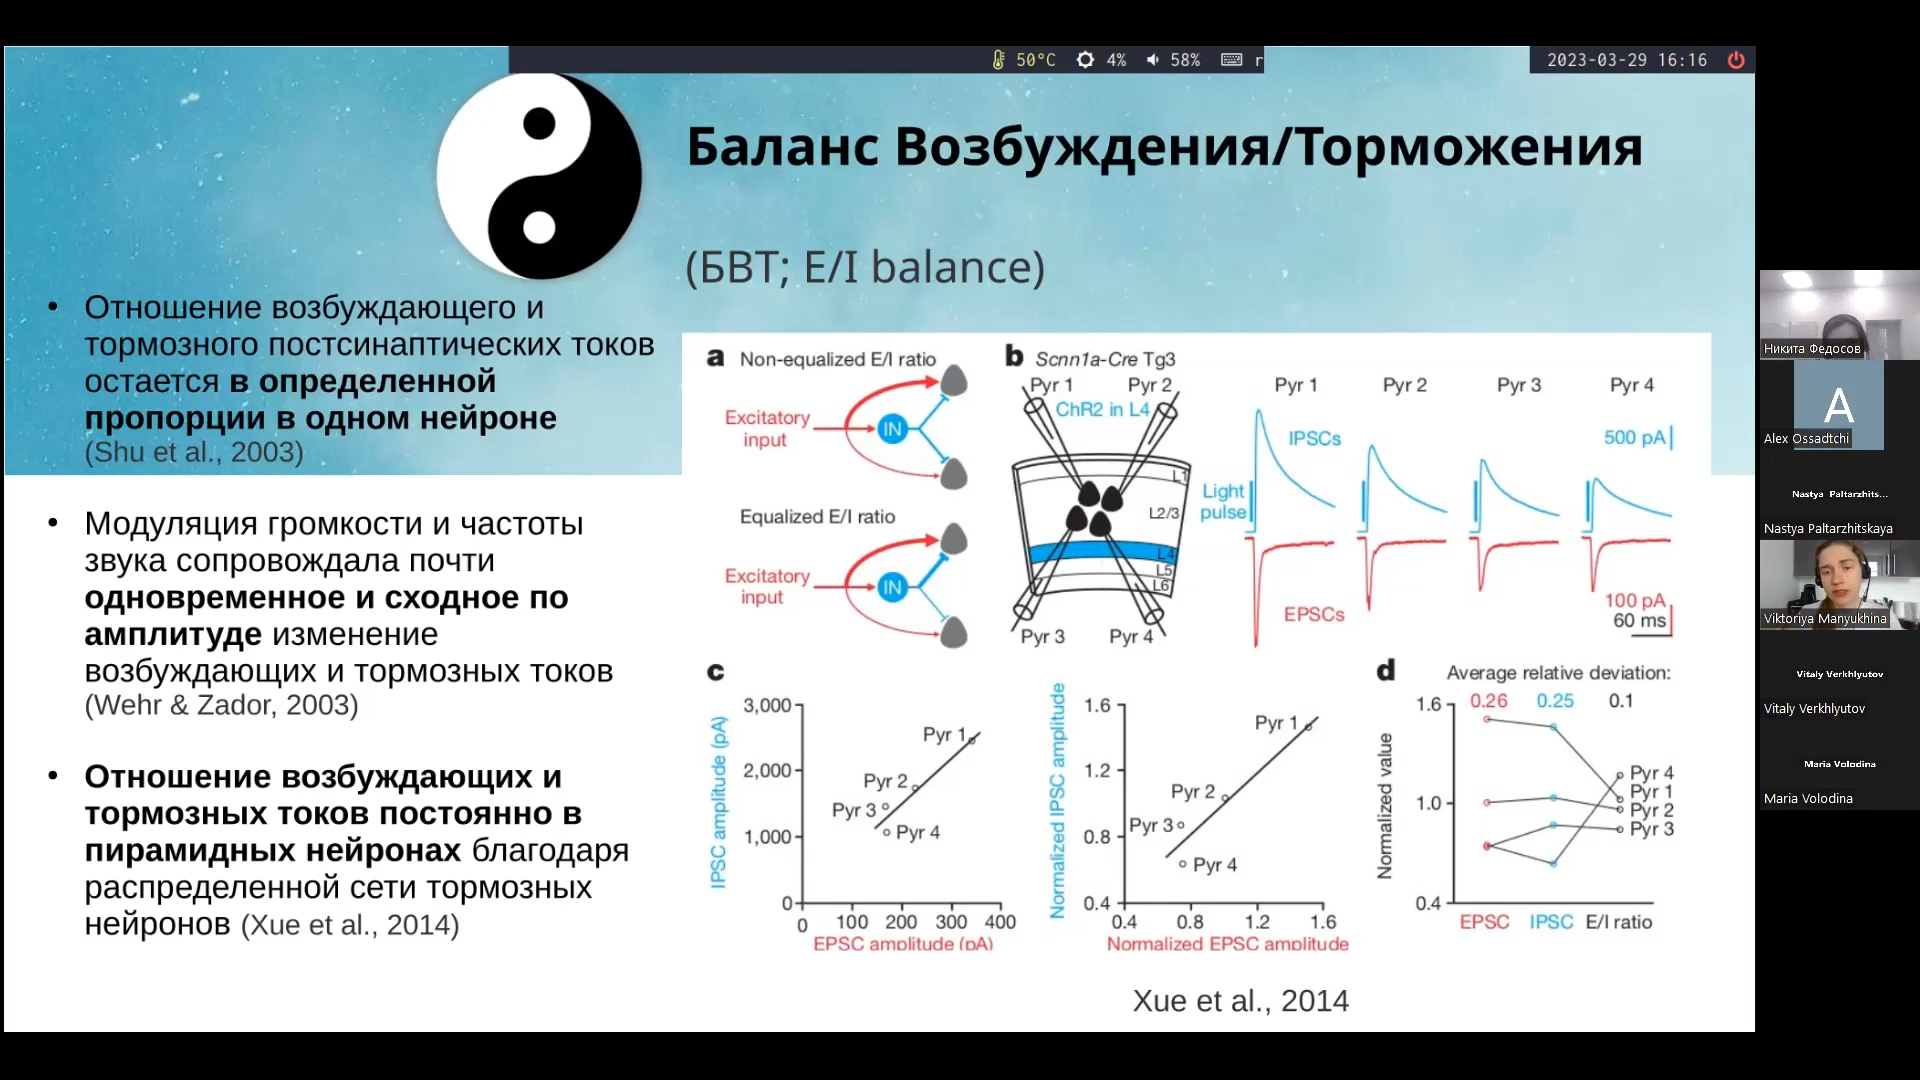 50°C 4% 58% r
2023-03-29 16:16
Баланс Возбуждения/Торможения
(БВТ; E/I balance)
• Отношение возбуждающего и
тормозного постсинаптических токов
остается в определенной
пропорции в одном нейроне
(Shu et al., 2003)
• Модуляция громкости и частоты
звука сопровождала почти
одновременное и сходное по
амплитуде изменение
возбуждающих и тормозных токов
(Wehr & Zador, 2003)
• Отношение возбуждающих и
тормозных токов постоянно в
пирамидных нейронах благодаря
распределенной сети тормозных
нейронов (Xue et al., 2014)
a Non-equalized E/I ratio
Excitatory
input
IN
Equalized E/I ratio
Excitatory
input
IN
b Scnn1a-Cre Tg3
Pyr 1 Pyr 2
ChR2 in L4
L1
L2/3
L4
L5
L6
Pyr 3 Pyr 4
Pyr 1 Pyr 2 Pyr 3 Pyr 4
IPSCs
500 pA
Light
pulse
EPSCs
100 pA
60 ms
c
IPSC amplitude (pA)
3,000
2,000
1,000
0
Pyr 1
Pyr 2
Pyr 3
Pyr 4
0 100 200 300 400
EPSC amplitude (pA)
Normalized IPSC amplitude
1.6
1.2
0.8
0.4
Pyr 1
Pyr 2
Pyr 3
Pyr 4
0.4 0.8 1.2 1.6
Normalized EPSC amplitude
d Average relative deviation:
0.26 0.25 0.1
Normalized value
1.6
1.0
0.4
Pyr 4
Pyr 1
Pyr 2
Pyr 3
EPSC IPSC E/I ratio
Xue et al., 2014
Никита Федосов
A
Alex Ossadtchi
Nastya Paltarzhits...
Nastya Paltarzhitskaya
Viktoriya Manyukhina
Vitaly Verkhlyutov
Vitaly Verkhlyutov
Maria Volodina
Maria Volodina